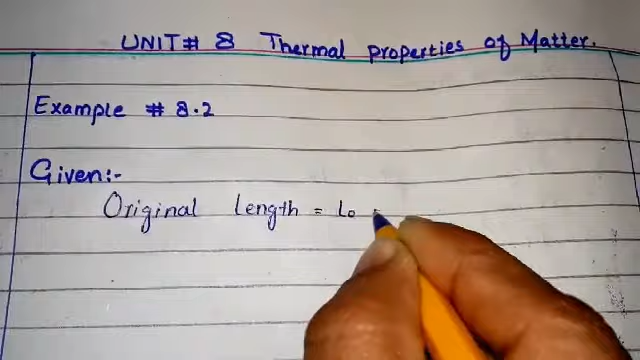 UNIT# 8 Thermal properties of Matter.
Example # 8.2
Given:-
Original length = Lo =